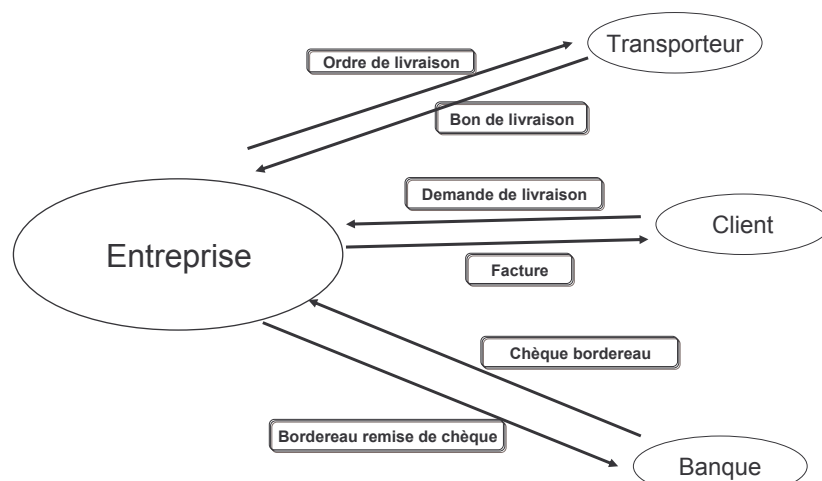 Transporteur
Ordre de livraison
Bon de livraison
Demande de livraison
Client
Entreprise
Facture
Chèque bordereau
Bordereau remise de chèque
Banque